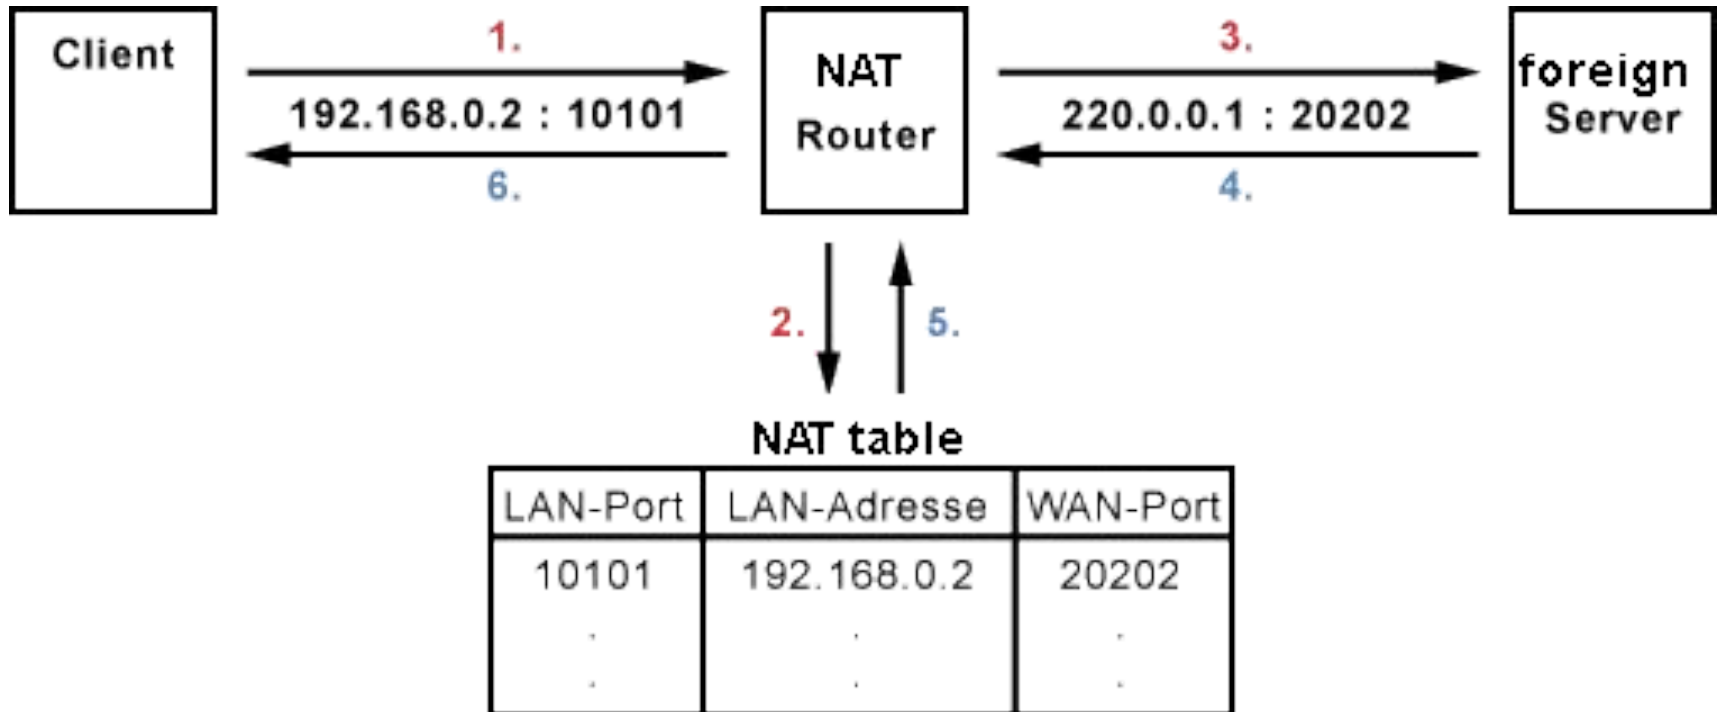 Client
1.
192.168.0.2 : 10101
6.
NAT
Router
3.
220.0.0.1 : 20202
4.
foreign
Server
2.
5.
NAT table
LAN-Port LAN-Adresse WAN-Port
10101 192.168.0.2 20202
. . .
. . .